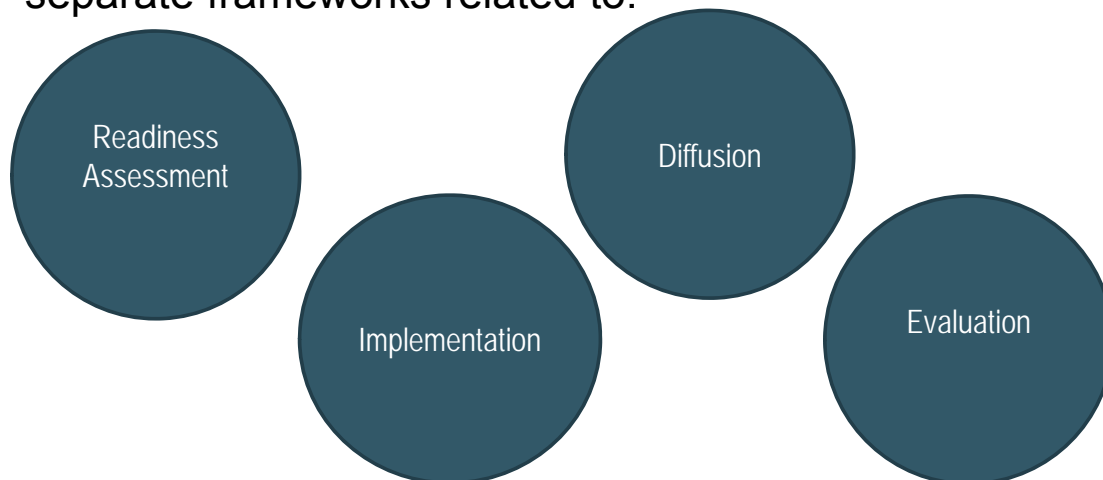 separate frameworks related to:
Readiness
Assessment
Diffusion
Implementation
Evaluation